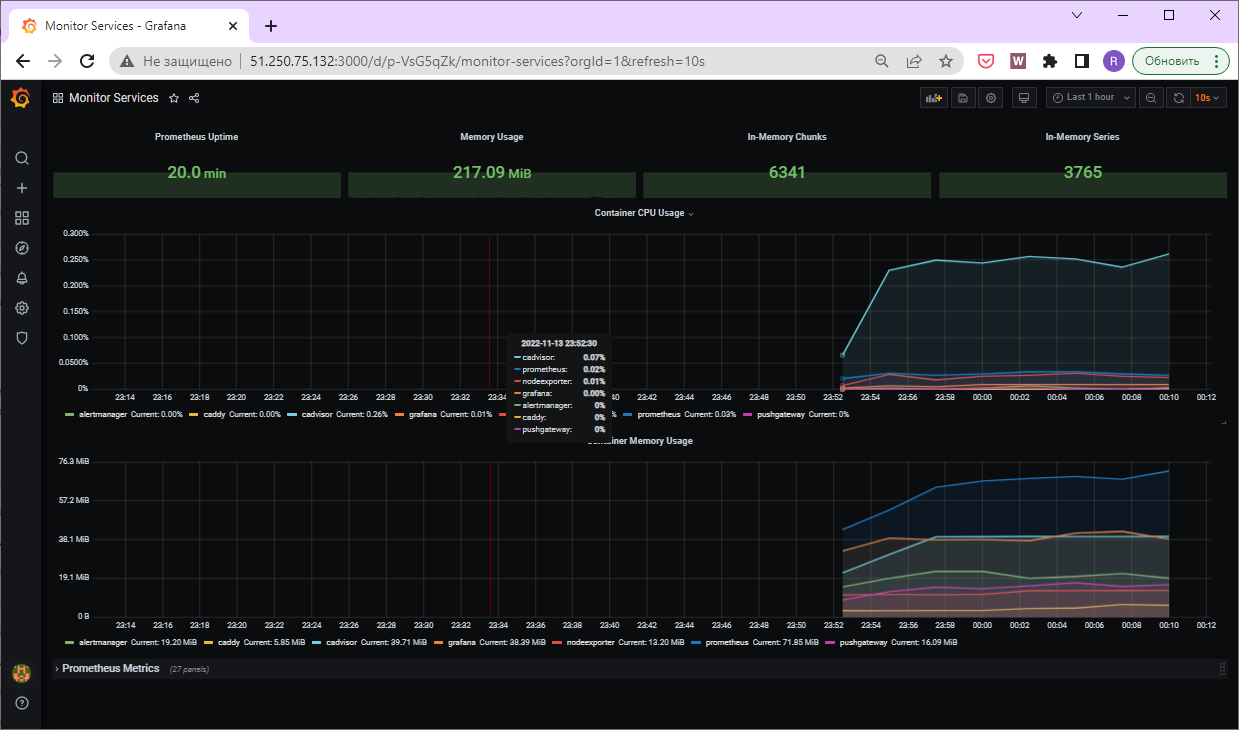 Monitor Services - Grafana
Не защищено 51.250.75.132:3000/d/p-VsG5qZk/monitor-services?orgId=1&refresh=10s W R Обновить
Monitor Services Last 1 hour 10s
Prometheus Uptime Memory Usage In-Memory Chunks In-Memory Series
20.0 min 217.09 MiB 6341 3765
Container CPU Usage
0.300%
0.250%
0.200%
0.150%
0.100%
0.0500%
0%
2022-11-13 23:52:30
cadvisor: 0.07%
prometheus: 0.02%
nodeexporter: 0.01%
grafana: 0.00%
alertmanager: 0%
caddy: 0%
pushgateway: 0%
23:14 23:16 23:18 23:20 23:22 23:24 23:26 23:28 23:30 23:32 23:34 23:36 23:38 23:40 23:42 23:44 23:46 23:48 23:50 23:52 23:54 23:56 23:58 00:00 00:02 00:04 00:06 00:08 00:10 00:12
alertmanager Current: 0.00% caddy Current: 0.00% cadvisor Current: 0.26% grafana Current: 0.01% prometheus Current: 0.03% pushgateway Current: 0%
Container Memory Usage
76.3 MiB
57.2 MiB
38.1 MiB
19.1 MiB
0 B
23:14 23:16 23:18 23:20 23:22 23:24 23:26 23:28 23:30 23:32 23:34 23:36 23:38 23:40 23:42 23:44 23:46 23:48 23:50 23:52 23:54 23:56 23:58 00:00 00:02 00:04 00:06 00:08 00:10 00:12
alertmanager Current: 19.20 MiB caddy Current: 5.85 MiB cadvisor Current: 39.71 MiB grafana Current: 38.39 MiB nodeexporter Current: 13.20 MiB prometheus Current: 71.85 MiB pushgateway Current: 16.09 MiB
Prometheus Metrics (27 panels)